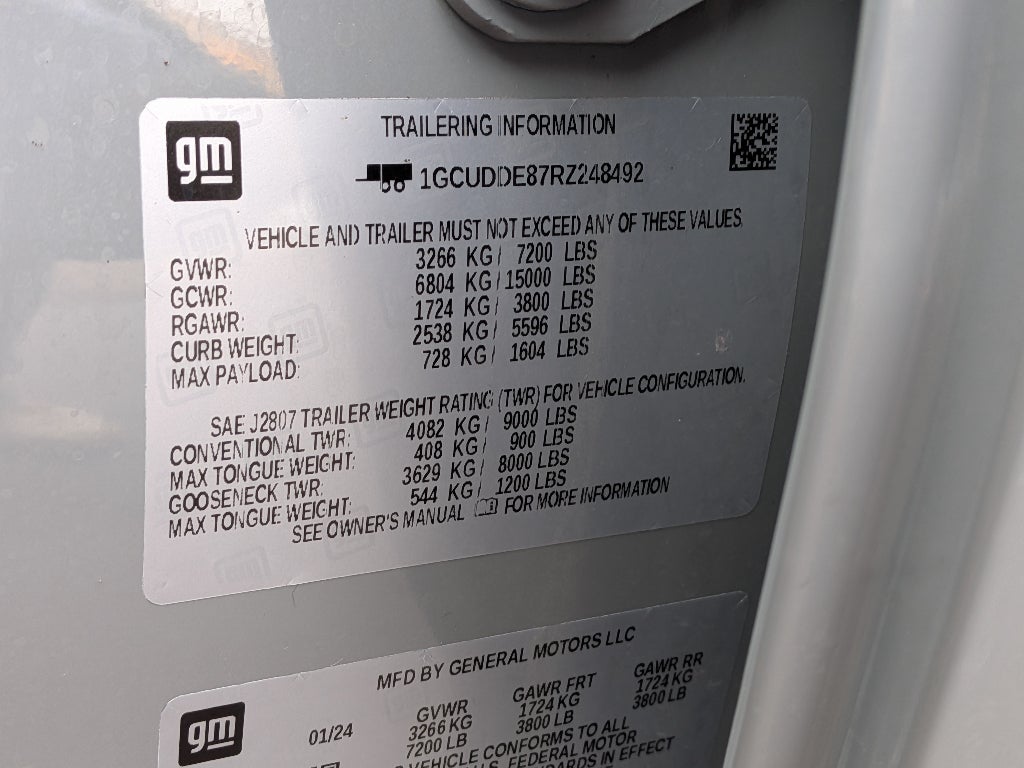 gm
TRAILERING INFORMATION
1GCUDDE87RZ248492
VEHICLE AND TRAILER MUST NOT EXCEED ANY OF THESE VALUES.
GVWR: 3266 KG/ 7200 LBS
GCWR: 6804 KG/ 15000 LBS
RGAWR: 1724 KG/ 3800 LBS
CURB WEIGHT: 2538 KG/ 5596 LBS
MAX PAYLOAD: 728 KG/ 1604 LBS
SAE J2807 TRAILER WEIGHT RATING (TWR) FOR VEHICLE CONFIGURATION.
CONVENTIONAL TWR: 4082 KG/ 9000 LBS
MAX TONGUE WEIGHT: 408 KG/ 900 LBS
GOOSENECK TWR: 3629 KG/ 8000 LBS
MAX TONGUE WEIGHT: 544 KG/ 1200 LBS
SEE OWNER'S MANUAL FOR MORE INFORMATION
gm
MFD BY GENERAL MOTORS LLC
01/24
GVWR GAWR FRT GAWR RR
3266 KG 1724 KG 1724 KG
7200 LB 3800 LB 3800 LB
VEHICLE CONFORMS TO ALL
FEDERAL MOTOR
IN EFFECT